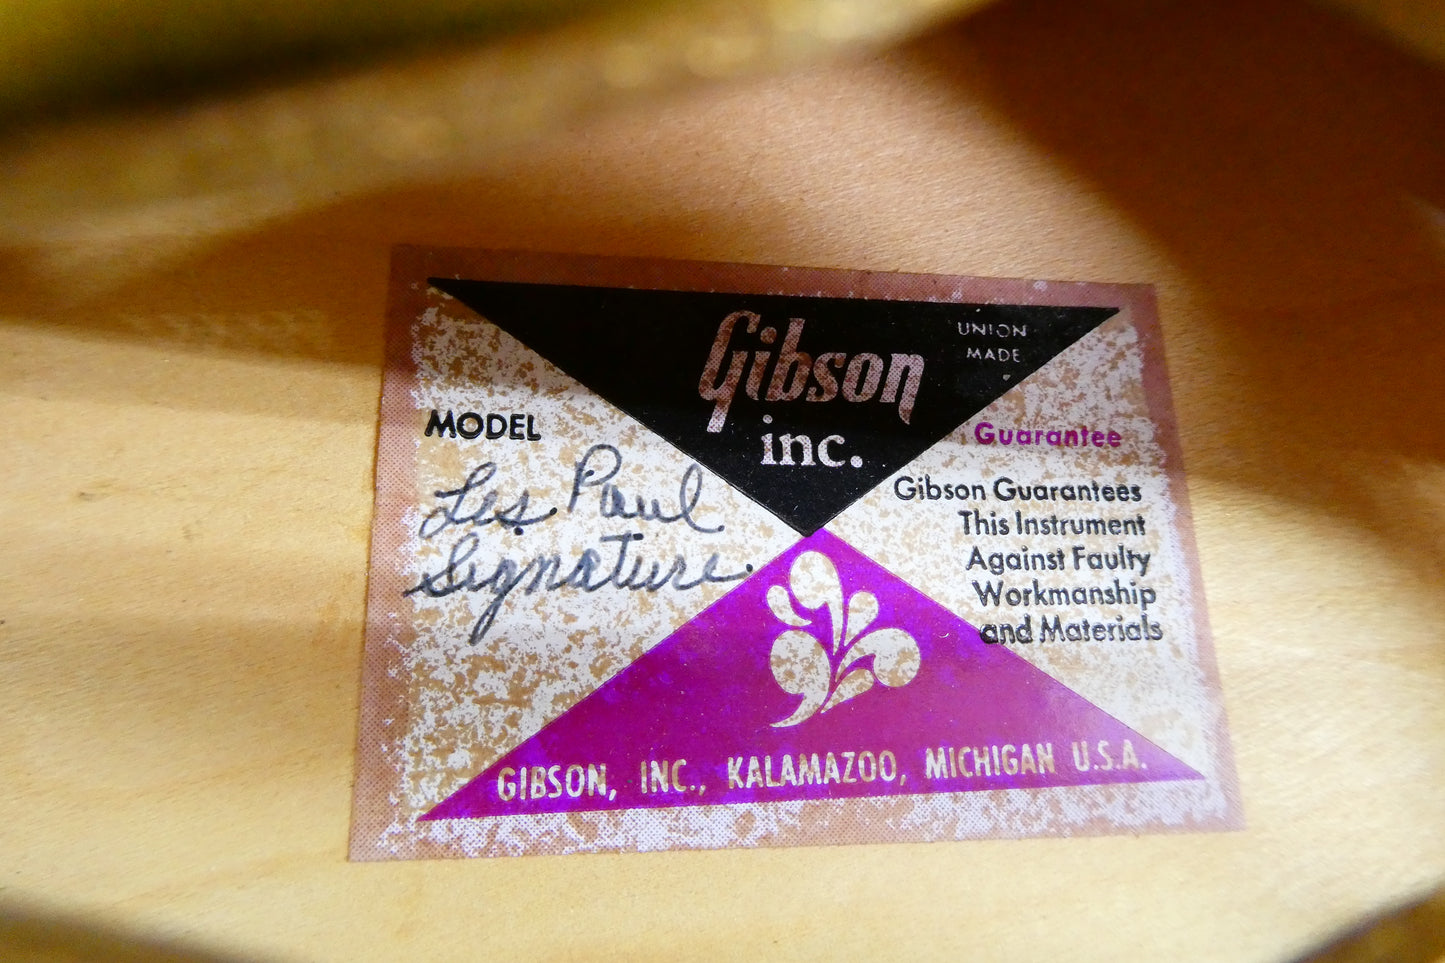 Gibson
inc.
UNION
MADE
MODEL
Les Paul
Signature.
Guarantee
Gibson Guarantees
This Instrument
Against Faulty
Workmanship
and Materials
GIBSON, INC., KALAMAZOO, MICHIGAN U.S.A.